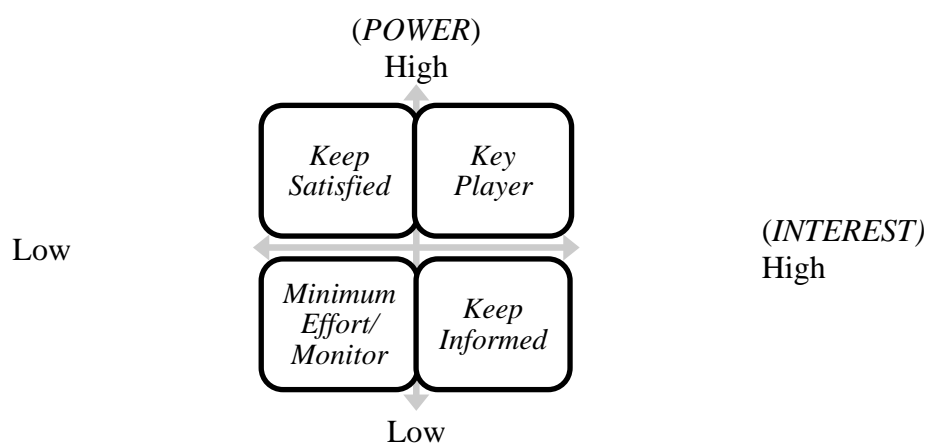 (POWER)
High
Keep
Satisfied
Key
Player
Low
(INTEREST)
High
Minimum
Effort/
Monitor
Keep
Informed
Low